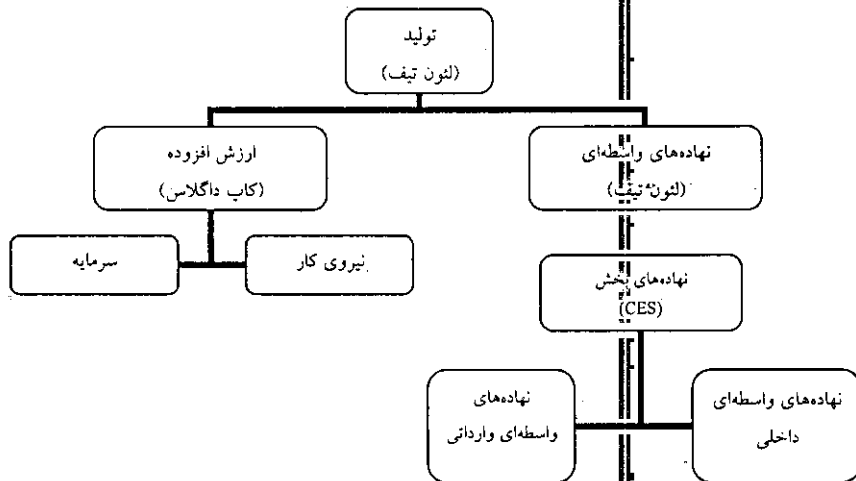 تولید
(لئون تیف)
نهاده‌های واسطه‌ای
(لئون تیف)
ارزش افزوده
(کاب داگلاس)
نیروی کار
سرمایه
نهاده‌های بخش
(CES)
نهاده‌های واسطه‌ای
داخلی
نهاده‌های
واسطه‌ای وارداتی